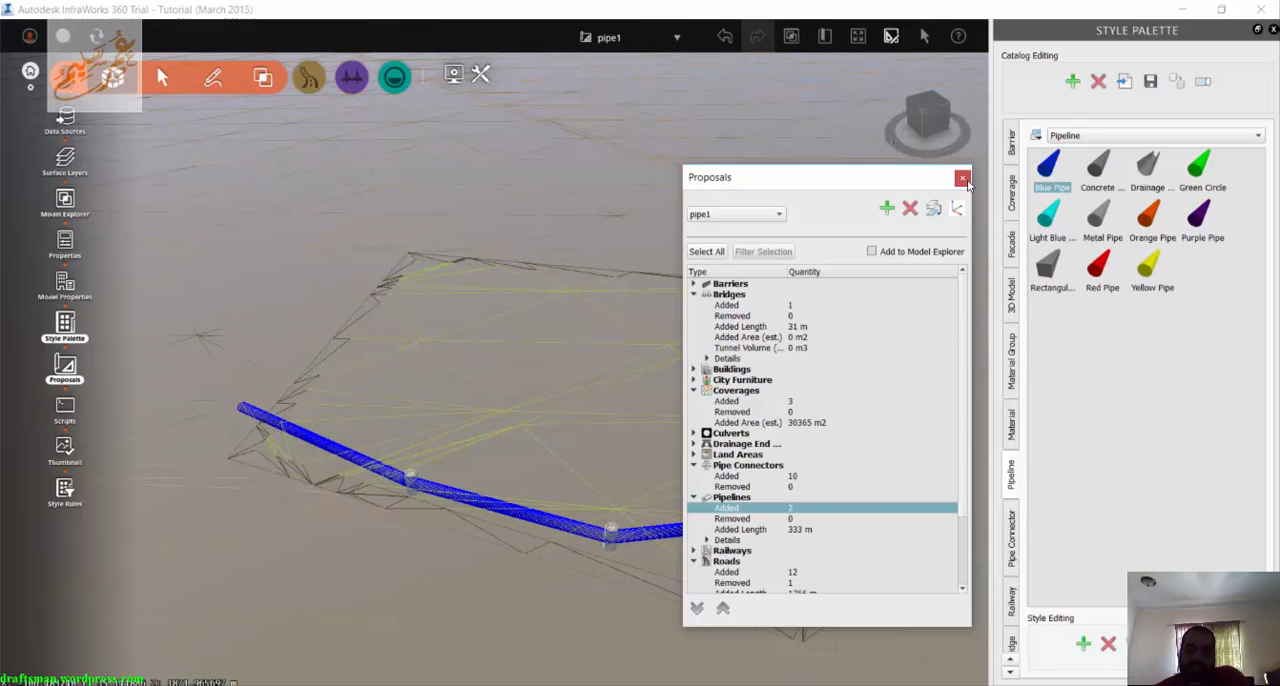 Autodesk InfraWorks 360 Trial - Tutorial (March 2015)
pipe1
STYLE PALETTE
Catalog Editing
Data Sources
Surface Layers
Model Explorer
Properties
Model Properties
Style Palette
Proposals
Scripts
Thumbnail
Style Rules
Proposals
pipe1
Select All
Filter Selection
Add to Model Explorer
Type Quantity
Barriers
Bridges
Added 1
Removed 0
Added Length 31 m
Added Area (est.) 0 m2
Tunnel Volume (... 0 m3
Details
Buildings
City Furniture
Coverages
Added 3
Removed 0
Added Area (est.) 30365 m2
Culverts
Drainage End ...
Land Areas
Pipe Connectors
Added 10
Removed 0
Pipelines
Added 2
Removed 0
Added Length 333 m
Details
Railways
Roads
Added 12
Removed 1
Barrier
Coverage
Facade
3D Model
Material Group
Material
Pipeline
Pipe Connector
Railway
Pipeline
Blue Pipe Concrete ... Drainage ... Green Circle
Light Blue ... Metal Pipe Orange Pipe Purple Pipe
Rectangul... Red Pipe Yellow Pipe
Style Editing
draftsman.wordpress.com